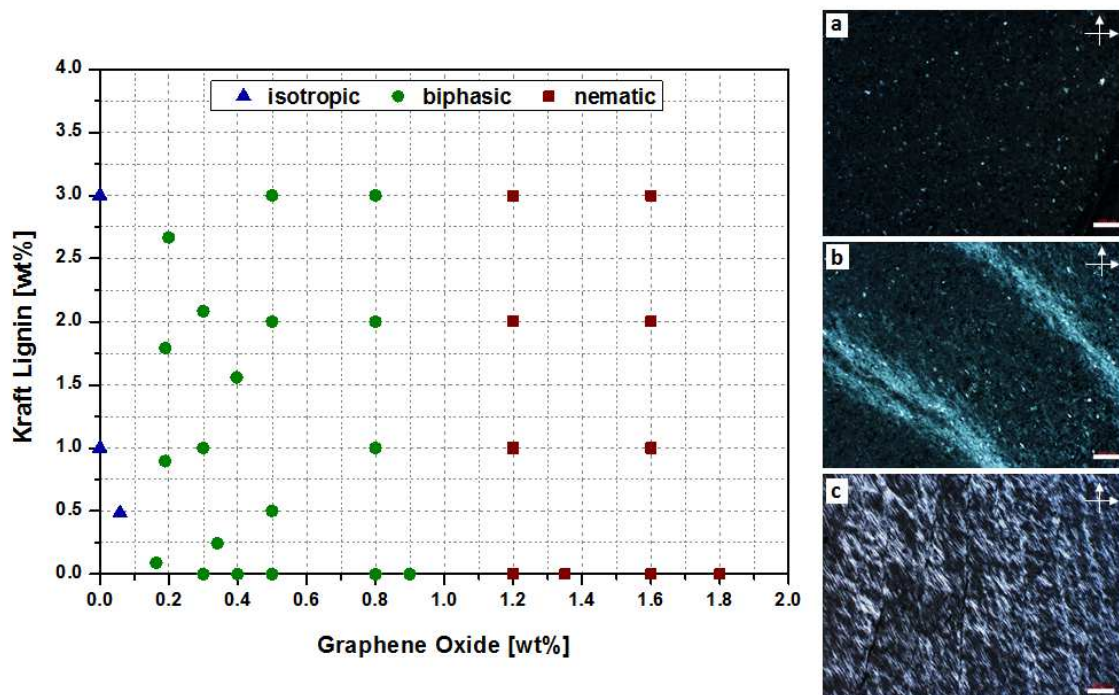 4.0
3.5
3.0
2.5
2.0
1.5
1.0
0.5
0.0
Kraft Lignin [wt%]
isotropic biphasic nematic
0.0 0.2 0.4 0.6 0.8 1.0 1.2 1.4 1.6 1.8 2.0
Graphene Oxide [wt%]
a
b
c